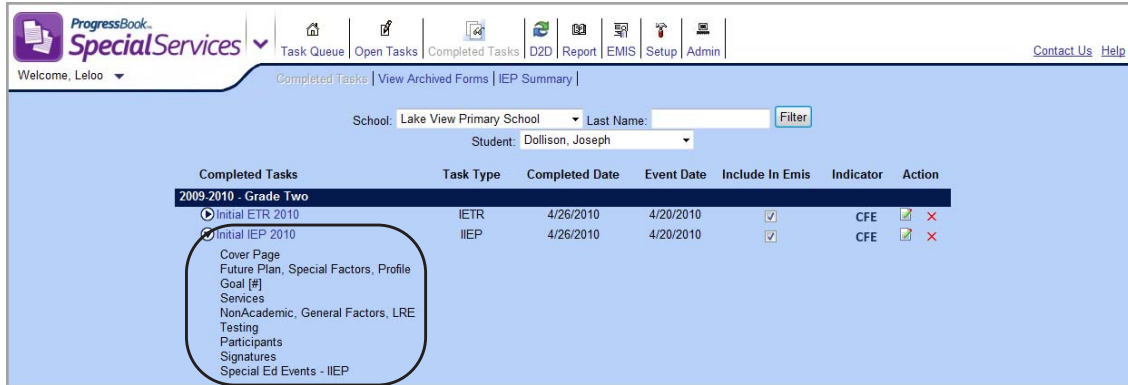 ProgressBook™
SpecialServices
Task Queue Open Tasks Completed Tasks D2D Report EMIS Setup Admin
Contact Us Help
Welcome, Leloo
Completed Tasks | View Archived Forms | IEP Summary |
School: Lake View Primary School Last Name: Filter
Student: Dollison, Joseph
Completed Tasks Task Type Completed Date Event Date Include In Emis Indicator Action
2009-2010 - Grade Two
Initial ETR 2010 IETR 4/26/2010 4/20/2010 CFE
Initial IEP 2010 IIEP 4/26/2010 4/20/2010 CFE
Cover Page
Future Plan, Special Factors, Profile
Goal [#]
Services
NonAcademic, General Factors, LRE
Testing
Participants
Signatures
Special Ed Events - IIEP